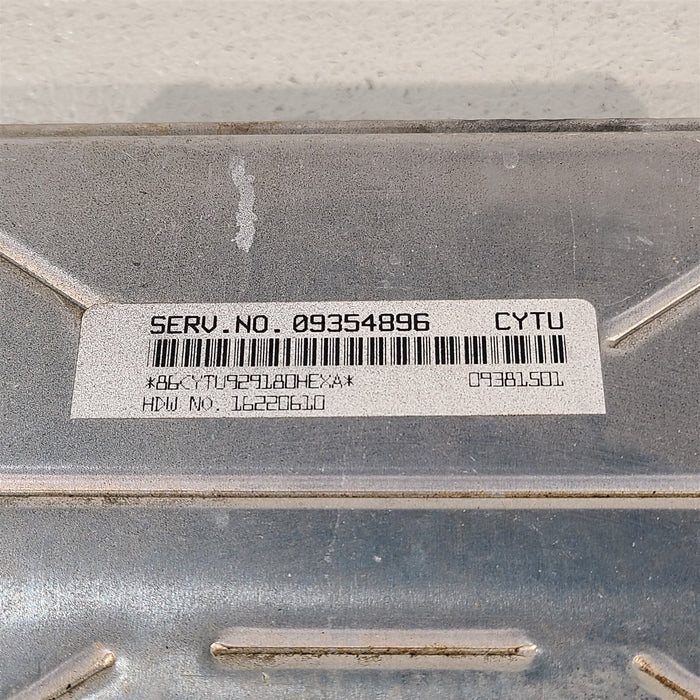 SERV.NO. 09354896 CYTU
*86CYTU929180HEXA* 09381501
HDW NO. 16220610